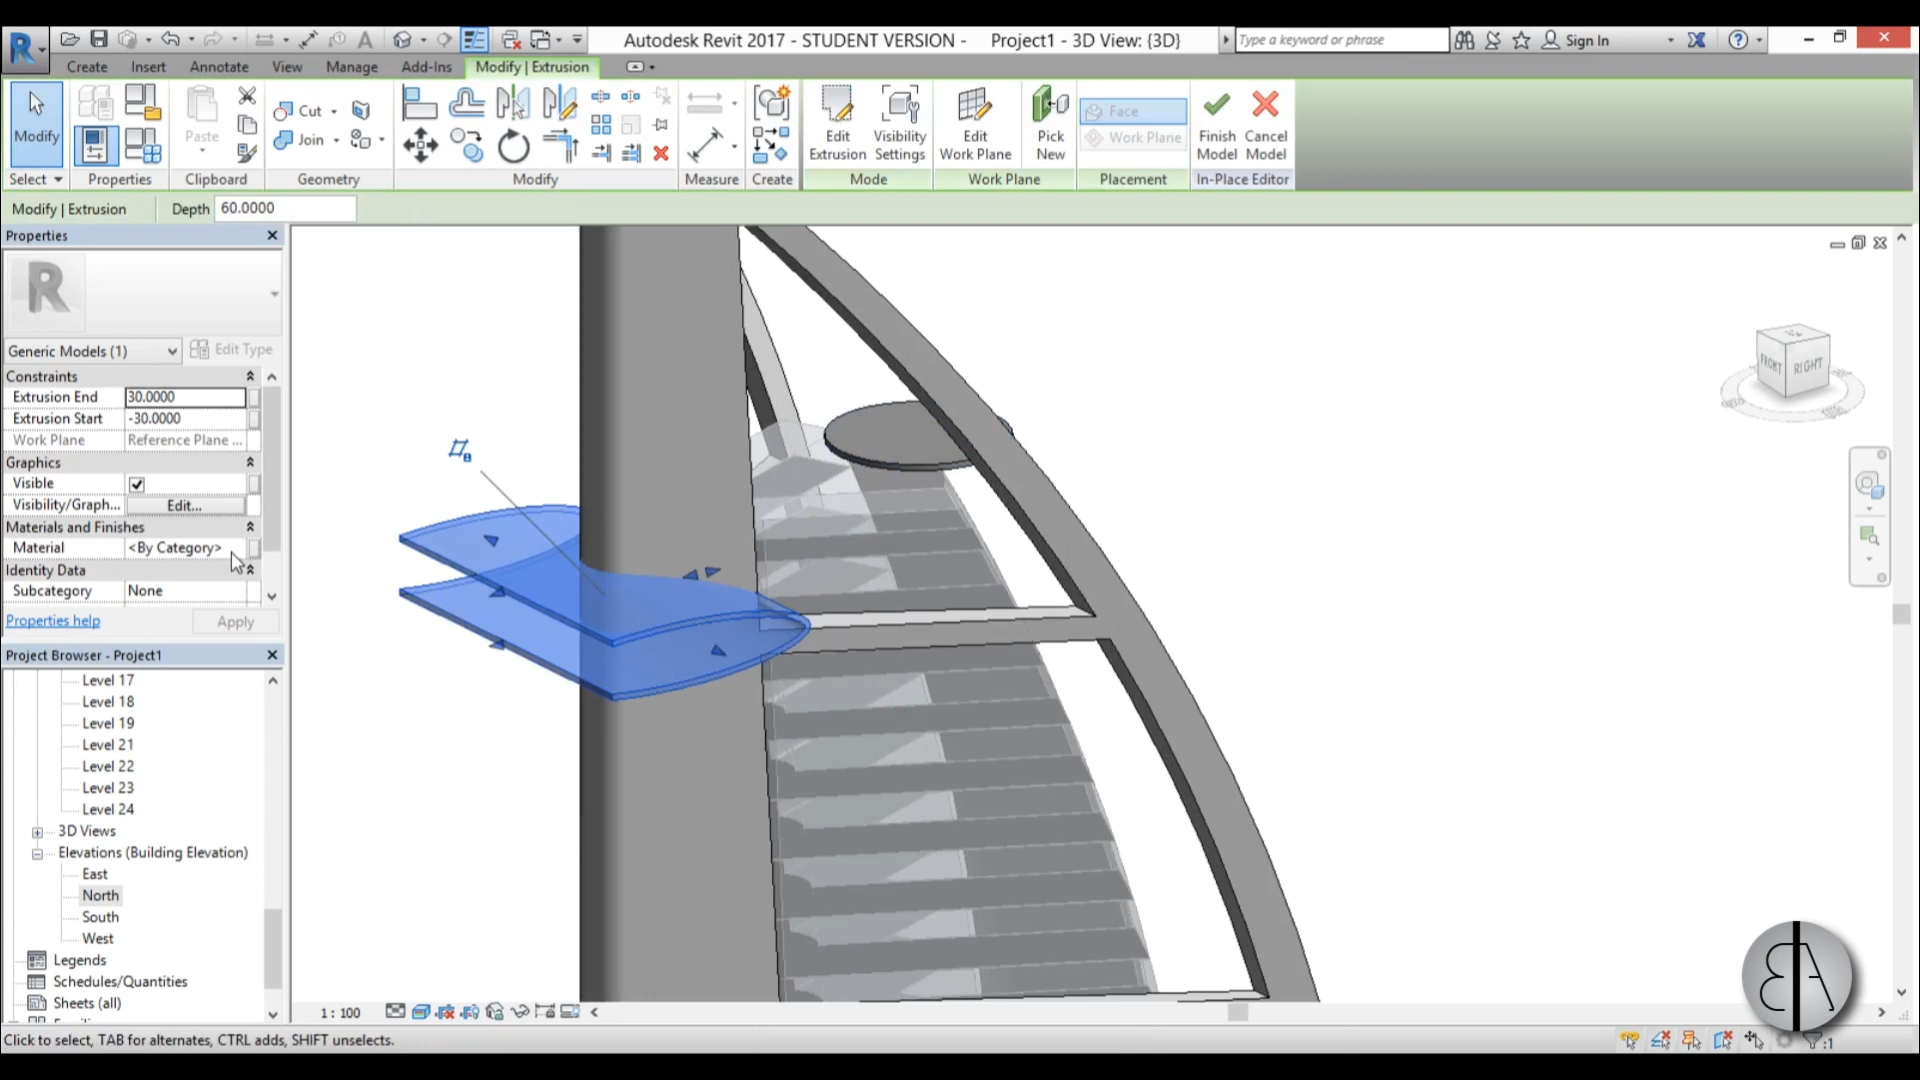 Autodesk Revit 2017 - STUDENT VERSION - Project1 - 3D View: {3D}
Type a keyword or phrase
Sign In
Create Insert Annotate View Manage Add-Ins Modify | Extrusion
Modify
Paste
Cut
Join
Edit Extrusion
Visibility Settings
Edit Work Plane
Pick New
Face
Work Plane
Finish Model
Cancel Model
Select Properties Clipboard Geometry Modify Measure Create Mode Work Plane Placement In-Place Editor
Modify | Extrusion Depth 60.0000
Properties
R
Generic Models (1) Edit Type
Constraints
Extrusion End 30.0000
Extrusion Start -30.0000
Work Plane Reference Plane ...
Graphics
Visible
Visibility/Graph... Edit...
Materials and Finishes
Material <By Category>
Identity Data
Subcategory None
Properties help Apply
Project Browser - Project1
Level 17
Level 18
Level 19
Level 21
Level 22
Level 23
Level 24
3D Views
Elevations (Building Elevation)
East
North
South
West
Legends
Schedules/Quantities
Sheets (all)
FRONT RIGHT
1 : 100
Click to select, TAB for alternates, CTRL adds, SHIFT unselects.
:1